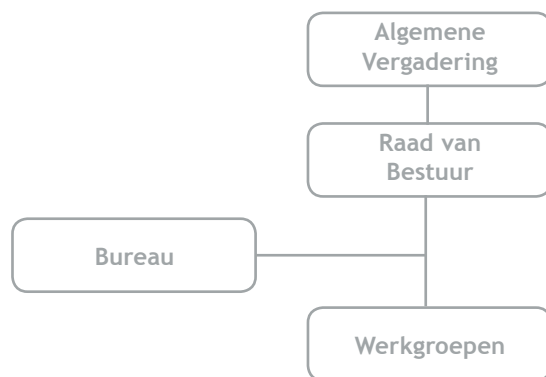 Algemene
Vergadering
Raad van
Bestuur
Bureau
Werkgroepen